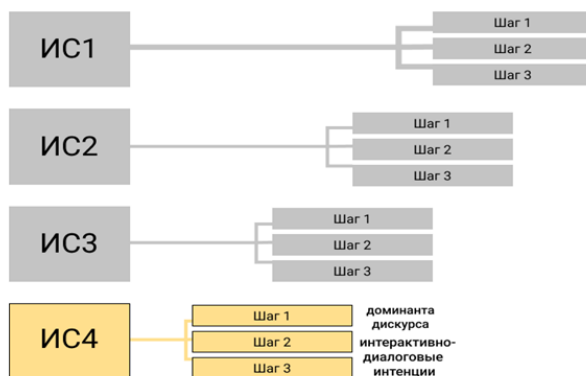 ИС1
Шаг 1
Шаг 2
Шаг 3
ИС2
Шаг 1
Шаг 2
Шаг 3
ИС3
Шаг 1
Шаг 2
Шаг 3
ИС4
Шаг 1
Шаг 2
Шаг 3
доминанта
дискурса
интерактивно-
диалоговые
интенции